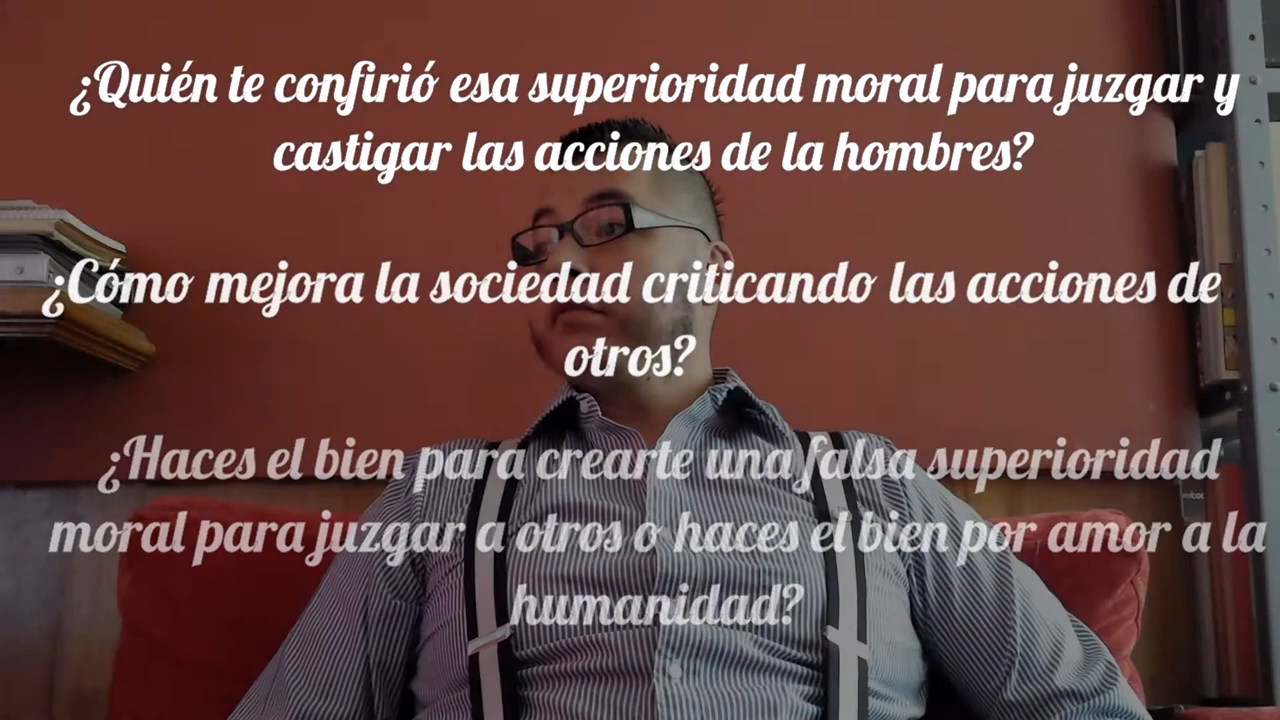 ¿Quién te confirió esa superioridad moral para juzgar y
castigar las acciones de la hombres?
¿Cómo mejora la sociedad criticando las acciones de
otros?
¿Haces el bien para crearte una falsa superioridad
moral para juzgar a otros o haces el bien por amor a la
humanidad?